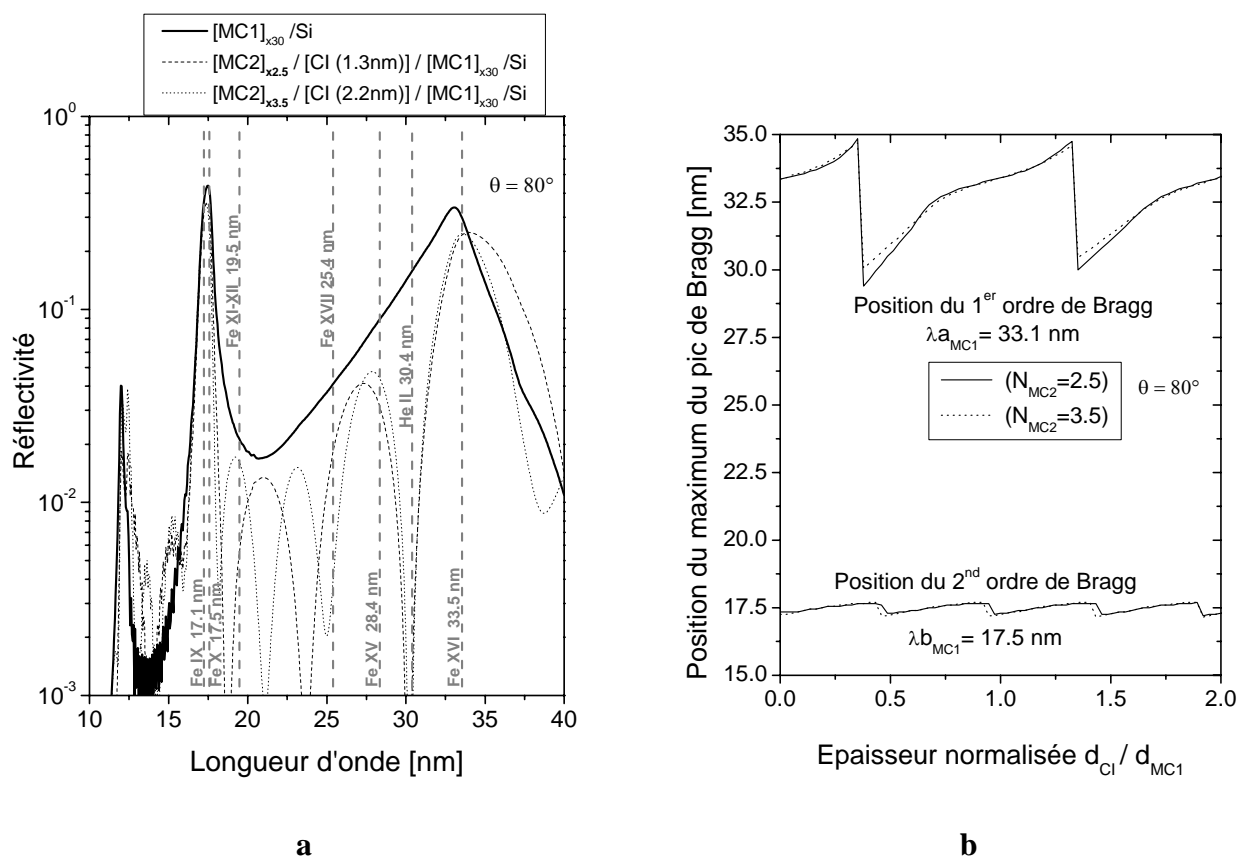 [MC1]x30 /Si
[MC2]x2.5 / [CI (1.3nm)] / [MC1]x30 /Si
[MC2]x3.5 / [CI (2.2nm)] / [MC1]x30 /Si
10^0
10^-1
10^-2
10^-3
Réflectivité
θ = 80°
Fe IX 17.1 nm
Fe X 17.5 nm
Fe XI-XII 19.5 nm
Fe XVII 25.4 nm
Fe XV 28.4 nm
He II 30.4 nm
Fe XVI 33.5 nm
10 15 20 25 30 35 40
Longueur d'onde [nm]
a
35.0
32.5
30.0
27.5
25.0
22.5
20.0
17.5
15.0
Position du maximum du pic de Bragg [nm]
Position du 1er ordre de Bragg
λa_MC1= 33.1 nm
(N_MC2=2.5)
(N_MC2=3.5)
θ = 80°
Position du 2nd ordre de Bragg
λb_MC1= 17.5 nm
0.0 0.5 1.0 1.5 2.0
Epaisseur normalisée d_CI / d_MC1
b